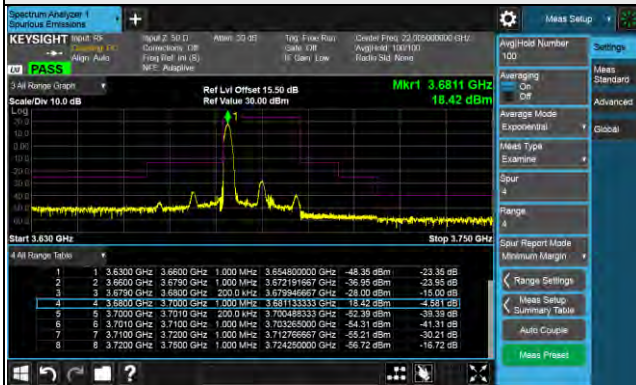 Spectrum Analyzer 1
Spurious Emissions
+
Meas Setup
KEYSIGHT Input: RF
Coupling: DC
Align: Auto
Input Z: 50 Ω
Corrections: Off
Freq Ref: Int (S)
NFE: Adaptive
Atten: 30 dB
Trig: Free Run
Gate: Off
IF Gain: Low
Center Freq: 22.005000000 GHz
Avg|Hold: 100/100
Radio Std: None
LXI PASS
3 All Range Graph
Scale/Div 10.0 dB
Ref Lvl Offset 15.50 dB
Ref Value 30.00 dBm
Mkr1 3.6811 GHz
18.42 dBm
Log
1
Start 3.630 GHz
Stop 3.750 GHz
4 All Range Table
1 1 3.6300 GHz 3.6600 GHz 1.000 MHz 3.654800000 GHz -48.35 dBm -23.35 dB
2 2 3.6600 GHz 3.6790 GHz 1.000 MHz 3.672191667 GHz -36.95 dBm -23.95 dB
3 3 3.6790 GHz 3.6800 GHz 200.0 kHz 3.679946667 GHz -28.00 dBm -15.00 dB
4 4 3.6800 GHz 3.7000 GHz 1.000 MHz 3.681133333 GHz 18.42 dBm -4.581 dB
5 5 3.7000 GHz 3.7010 GHz 200.0 kHz 3.700488333 GHz -52.39 dBm -39.39 dB
6 6 3.7010 GHz 3.7100 GHz 1.000 MHz 3.703265000 GHz -54.31 dBm -41.31 dB
7 7 3.7100 GHz 3.7200 GHz 1.000 MHz 3.712766667 GHz -55.21 dBm -30.21 dB
8 8 3.7200 GHz 3.7500 GHz 1.000 MHz 3.724250000 GHz -56.72 dBm -16.72 dB
Avg|Hold Number
100
Averaging
On
Off
Average Mode
Exponential
Meas Type
Examine
Spur
4
Range
4
Spur Report Mode
Minimum Margin
Range Settings
Meas Setup
Summary Table
Auto Couple
Meas Preset
Settings
Meas
Standard
Advanced
Global
?